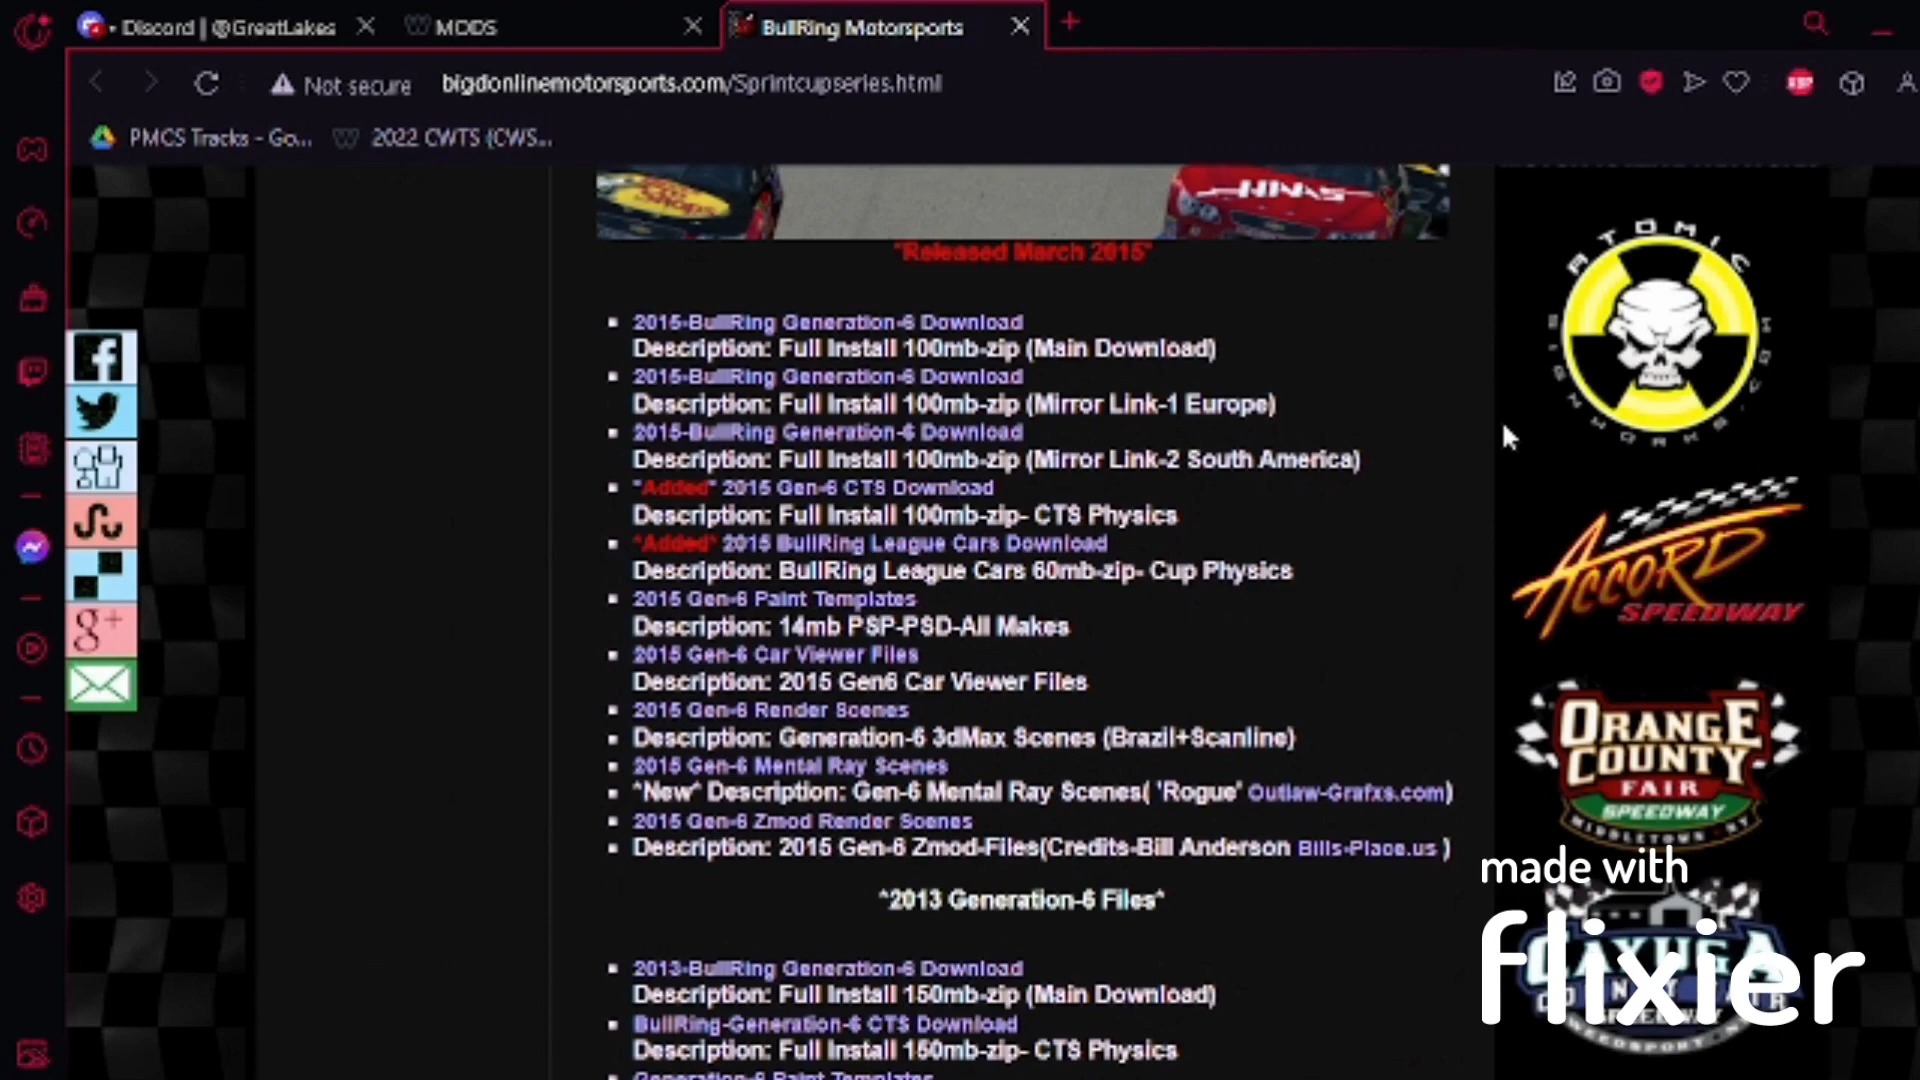 Discord | @GreatLakes
MODS
BullRing Motorsports
Not secure
bigdonlinemotorsports.com/Sprintcupseries.html
PMCS Tracks - Go...
2022 CWTS (CWS...
"Released March 2015"
2015-BullRing Generation-6 Download
Description: Full Install 100mb-zip (Main Download)
2015-BullRing Generation-6 Download
Description: Full Install 100mb-zip (Mirror Link-1 Europe)
2015-BullRing Generation-6 Download
Description: Full Install 100mb-zip (Mirror Link-2 South America)
*Added* 2015 Gen-6 CTS Download
Description: Full Install 100mb-zip- CTS Physics
*Added* 2015 BullRing League Cars Download
Description: BullRing League Cars 60mb-zip- Cup Physics
2015 Gen-6 Paint Templates
Description: 14mb PSP-PSD-All Makes
2015 Gen-6 Car Viewer Files
Description: 2015 Gen6 Car Viewer Files
2015 Gen-6 Render Scenes
Description: Generation-6 3dMax Scenes (Brazil+Scanline)
2015 Gen-6 Mental Ray Scenes
*New* Description: Gen-6 Mental Ray Scenes( 'Rogue' Outlaw-Grafxs.com)
2015 Gen-6 Zmod Render Scenes
Description: 2015 Gen-6 Zmod-Files(Credits-Bill Anderson Bills-Place.us )
^2013 Generation-6 Files^
2013-BullRing Generation-6 Download
Description: Full Install 150mb-zip (Main Download)
BullRing-Generation-6 CTS Download
Description: Full Install 150mb-zip- CTS Physics
Generation-6 Paint Templates
g+
ATOMIC
ACCORD
SPEEDWAY
ORANGE
COUNTY
FAIR
SPEEDWAY
MIDDLETOWN NY
made with
flixier